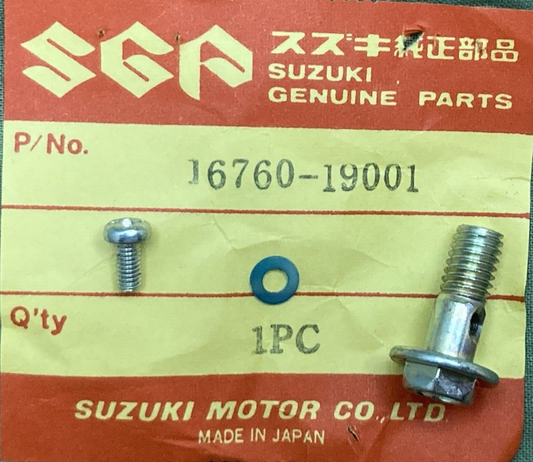 SGP
スズキ純正部品
SUZUKI
GENUINE PARTS
P/No.
16760-19001
Q'ty
1PC
SUZUKI MOTOR CO.,LTD.
MADE IN JAPAN